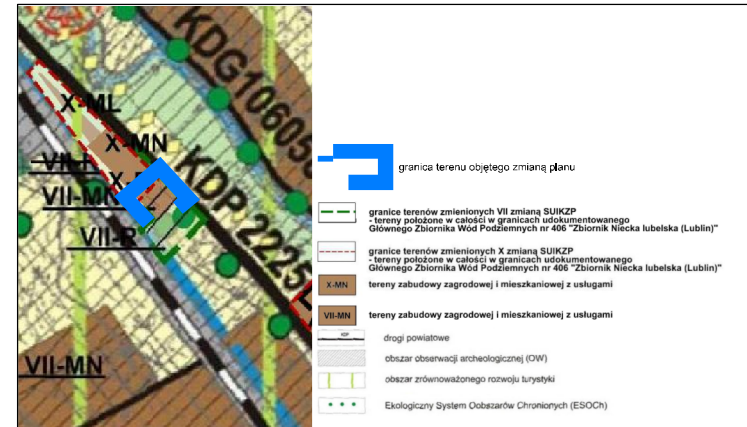 KDG10605
X-ML
X-MN
VII-I
VII-MN
VII-R
KDP 2225
VII-MN
granica terenu objętego zmianą planu
granice terenów zmienionych VII zmianą SUIKZP
- tereny położone w całości w granicach udokumentowanego
Głównego Zbiornika Wód Podziemnych nr 406 "Zbiornik Niecka lubelska (Lublin)"
granice terenów zmienionych X zmianą SUIKZP
- tereny położone w całości w granicach udokumentowanego
Głównego Zbiornika Wód Podziemnych nr 406 "Zbiornik Niecka lubelska (Lublin)"
X-MN tereny zabudowy zagrodowej i mieszkaniowej z usługami
VII-MN tereny zabudowy zagrodowej i mieszkaniowej z usługami
drogi powiatowe
obszar obserwacji archeologicznej (OW)
obszar zrównoważonego rozwoju turystyki
Ekologiczny System Oobszarów Chronionych (ESOCh)